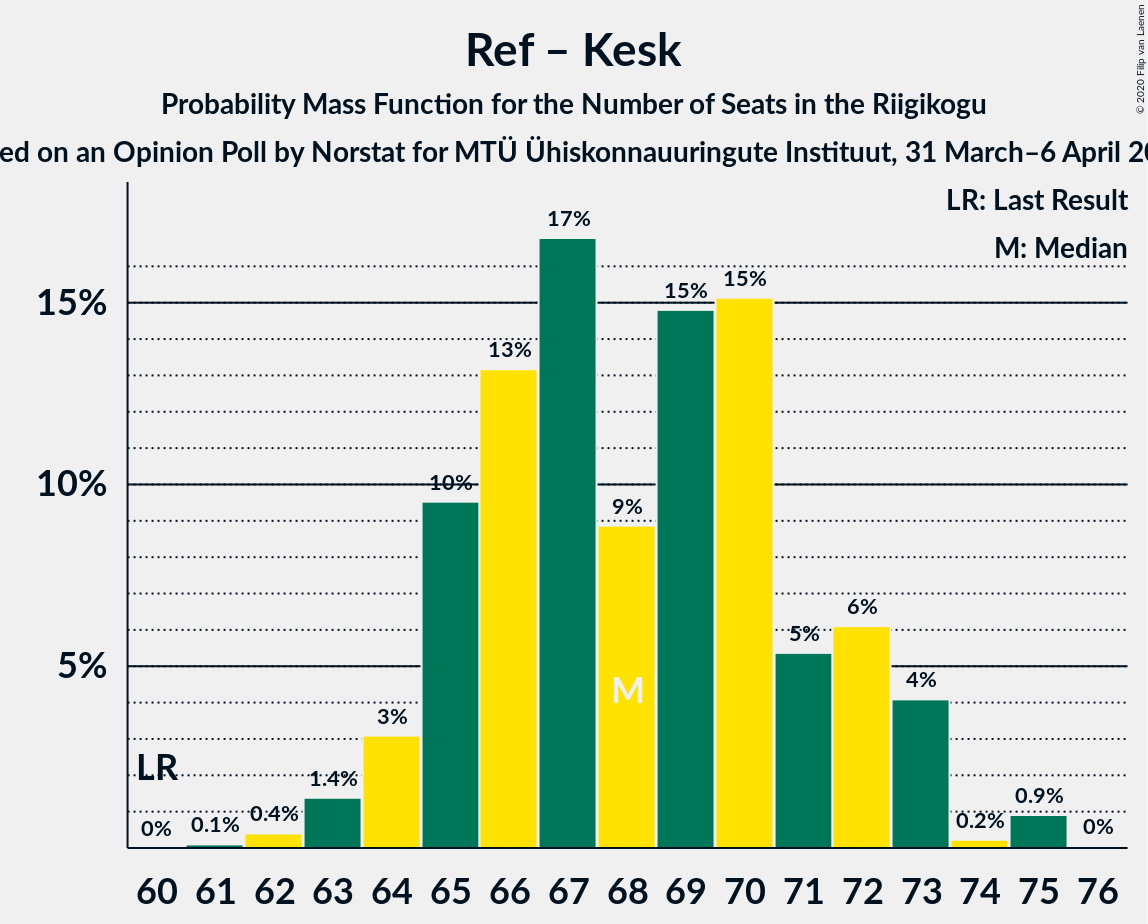 Ref – Kesk
Probability Mass Function for the Number of Seats in the Riigikogu
on an Opinion Poll by Norstat for MTÜ Ühiskonnauuringute Instituut, 31 March–6 April
© 2020 Filip van Laenen
LR: Last Result
M: Median
17%
15% 15%
15%
13%
10% 10%
9%
6%
5%
5%
4%
M
3%
LR
1.4%
0.9%
0.4%
0.2%
0% 0.1% 0%
60 61 62 63 64 65 66 67 68 69 70 71 72 73 74 75 76